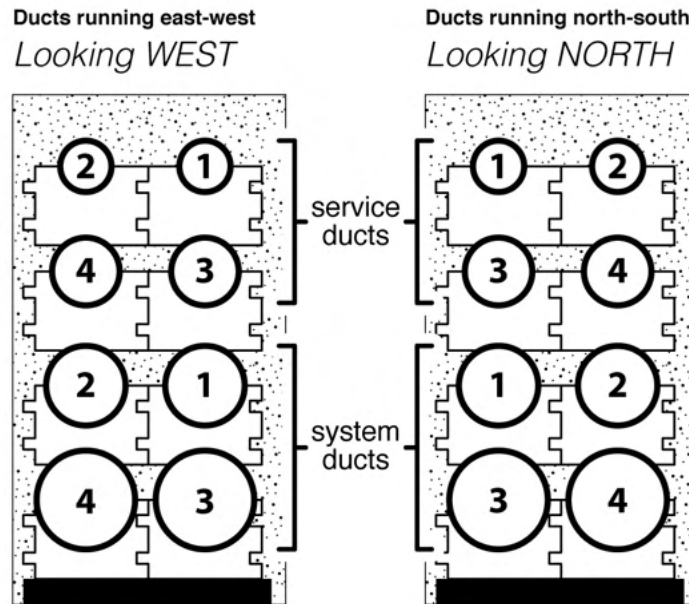 Ducts running east-west
Looking WEST
2 1
4 3
2 1
4 3
service
ducts
system
ducts
Ducts running north-south
Looking NORTH
1 2
3 4
1 2
3 4